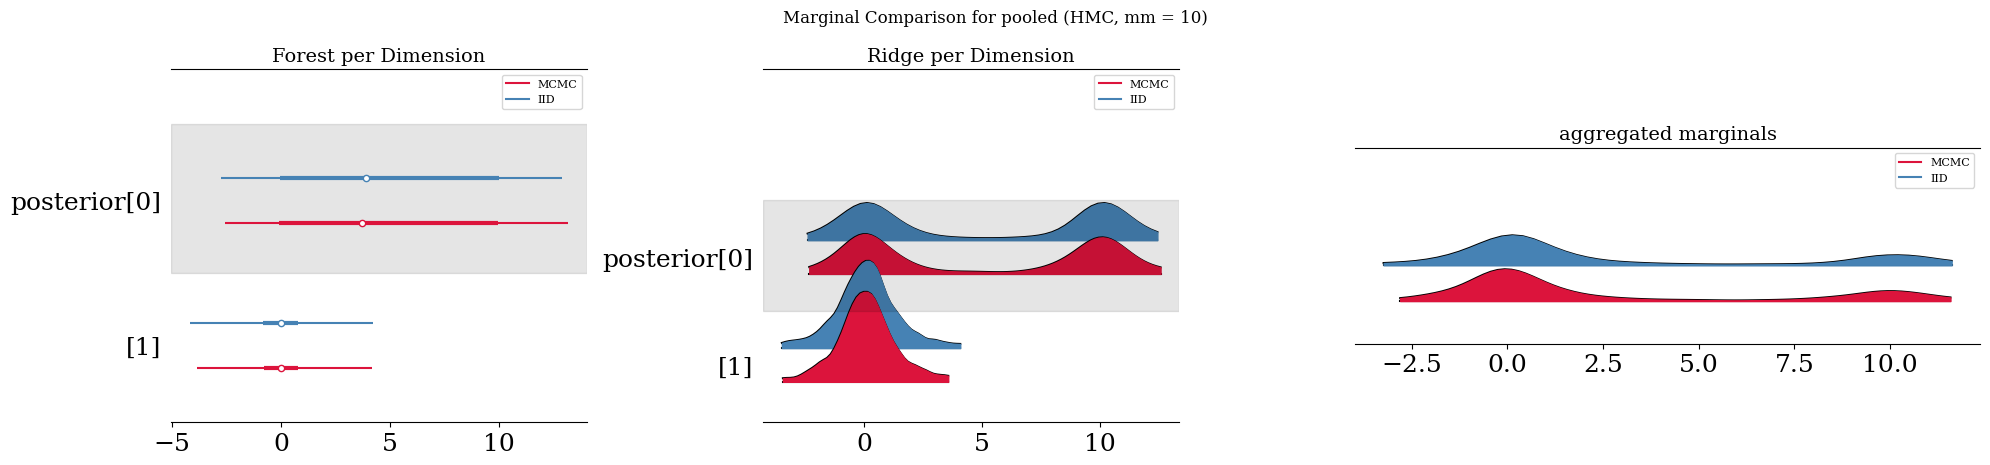 Marginal Comparison for pooled (HMC, mm = 10)
Forest per Dimension
MCMC
IID
posterior[0]
[1]
−5 0 5 10
Ridge per Dimension
MCMC
IID
posterior[0]
[1]
0 5 10
aggregated marginals
MCMC
IID
−2.5 0.0 2.5 5.0 7.5 10.0